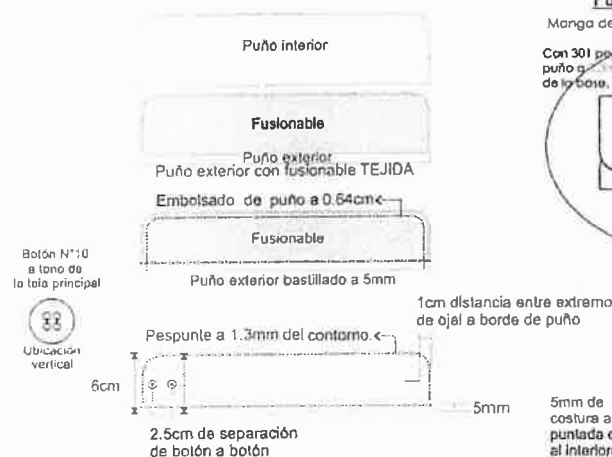 Puño interior
Fusionable
Puño exterior
Puño exterior con fusionable TEJIDA
Embolsado de puño a 0.64cm
Fusionable
Puño exterior bastillado a 5mm
Botón N°10
a tono de
la tela principal
Ubicación
vertical
1cm distancia entre extremo
de ojal a borde de puño
Pespunte a 1.3mm del contorno.
6cm
5mm
2.5cm de separación
de botón a botón
Manga de
Con 301
puño a
de la base,
5mm de
costura a
puntada
al interior